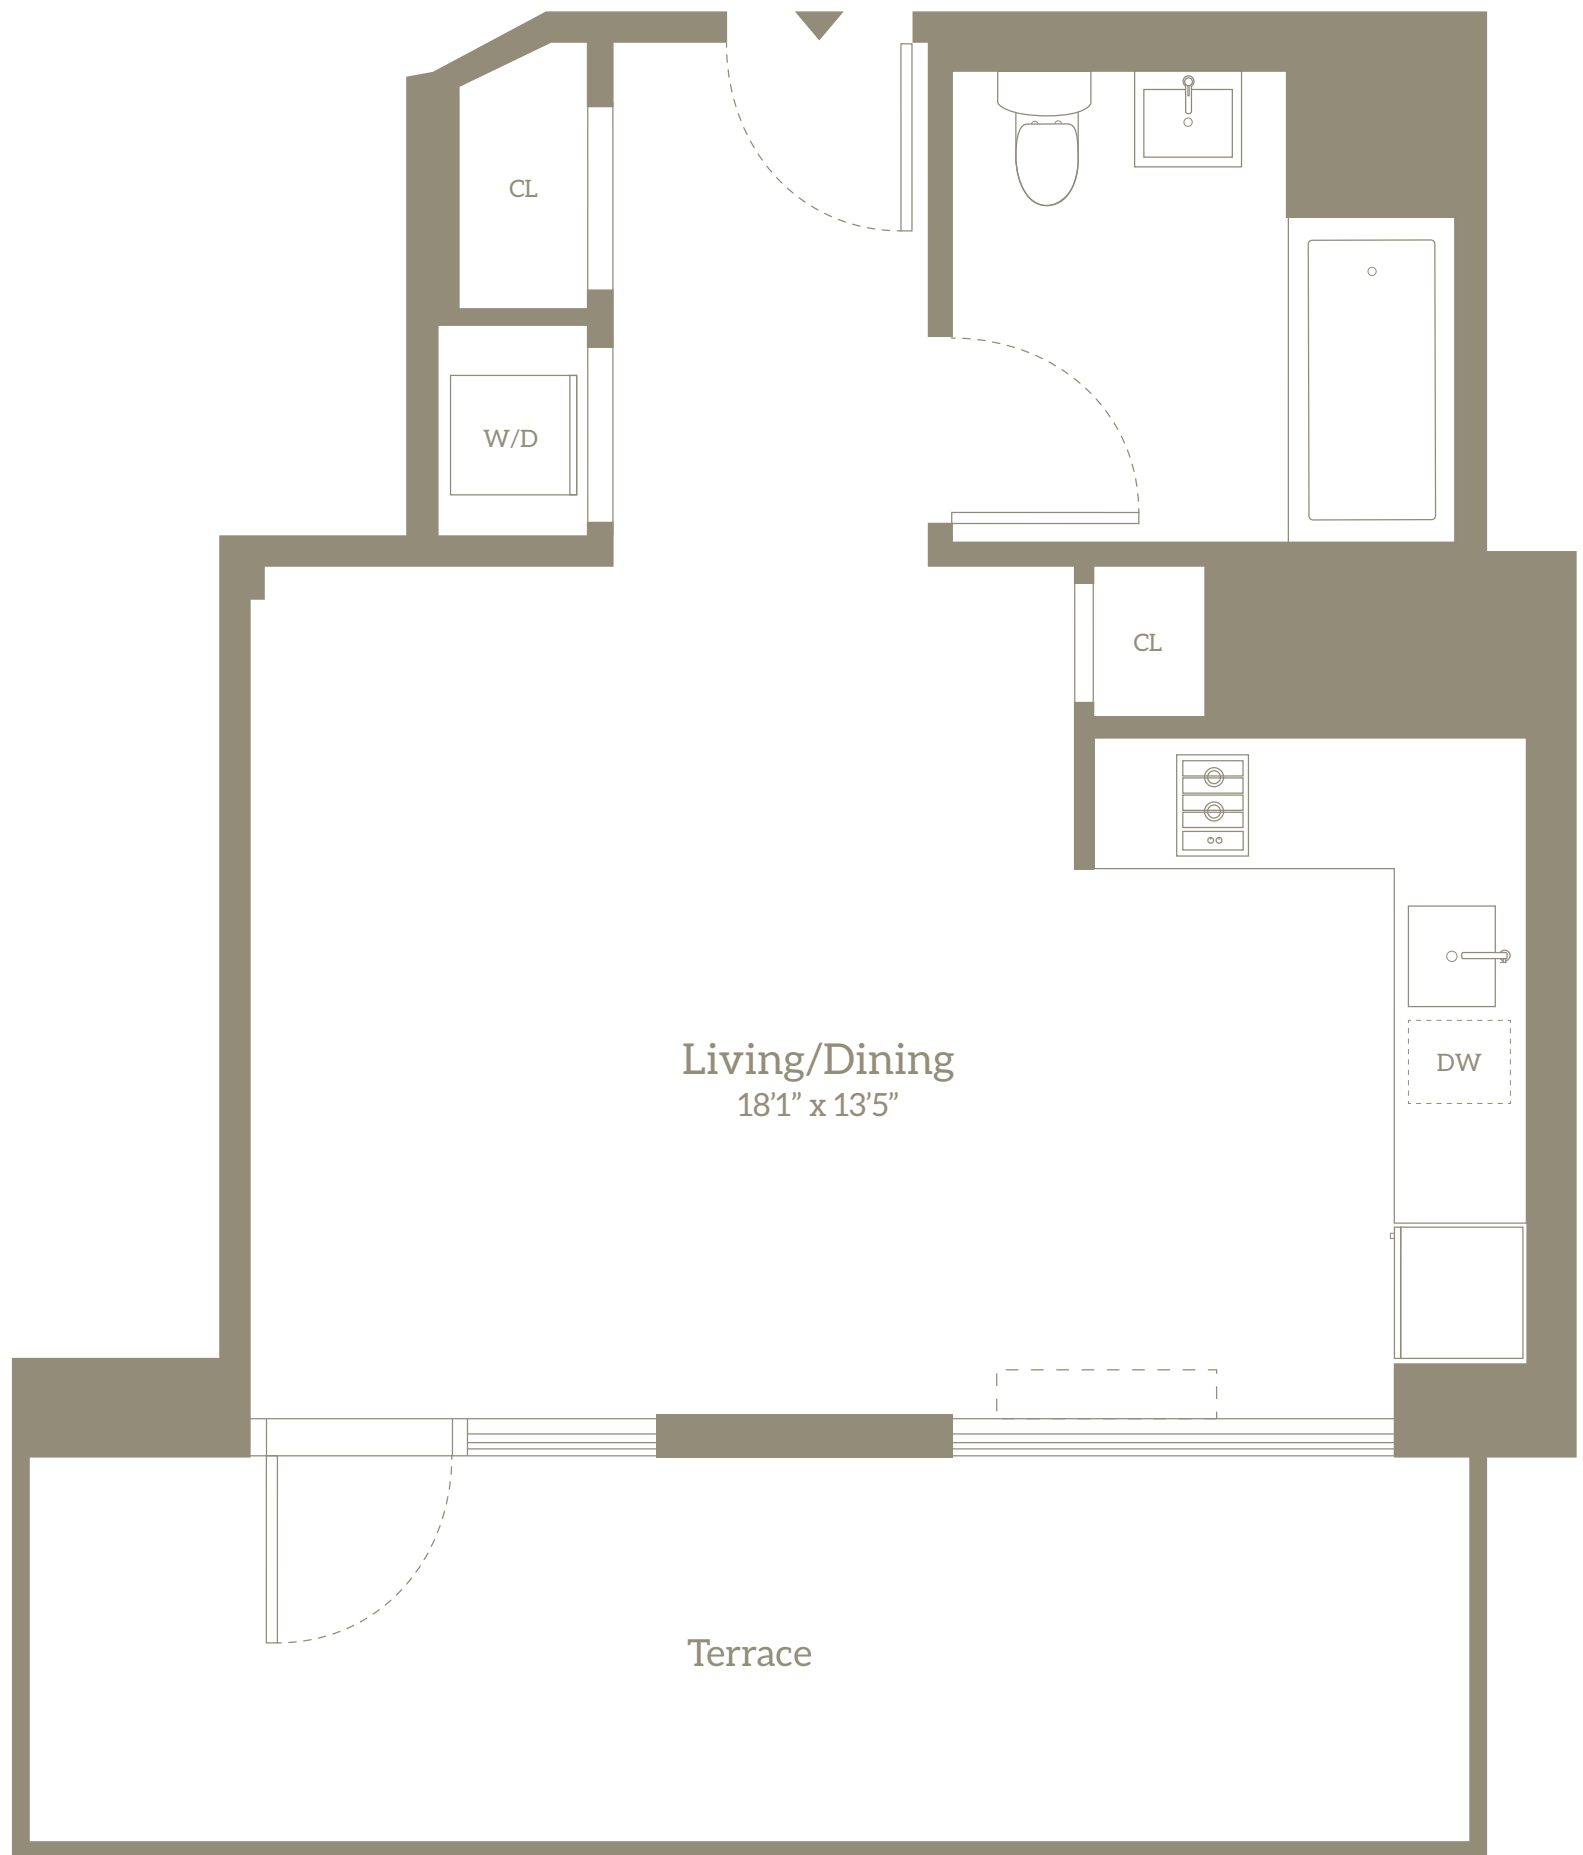 CL
W/D
CL
Living/Dining
18’1” x 13’5”
DW
Terrace